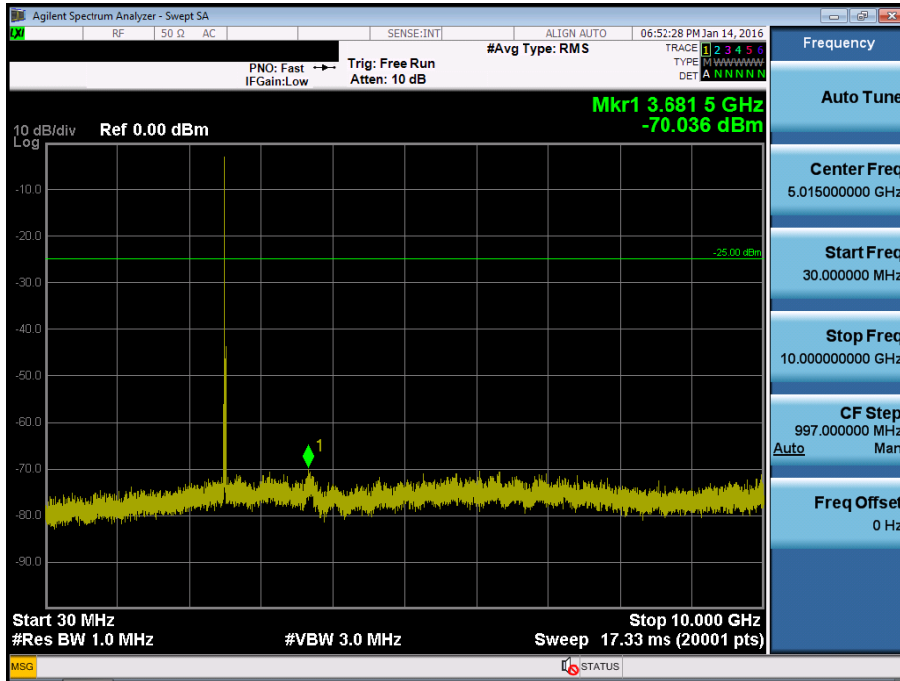 Agilent Spectrum Analyzer - Swept SA
LXI RF 50 Ω AC SENSE:INT ALIGN AUTO 06:52:28 PM Jan 14, 2016
Frequency
#Avg Type: RMS
TRACE 1 2 3 4 5 6
TYPE M WWWWW
DET A N N N N N
PNO: Fast
IFGain:Low
Trig: Free Run
Atten: 10 dB
Auto Tune
Mkr1 3.681 5 GHz
-70.036 dBm
10 dB/div Ref 0.00 dBm
Log
Center Freq
5.015000000 GHz
-10.0
-20.0
-25.00 dBm
Start Freq
30.000000 MHz
-30.0
-40.0
Stop Freq
10.000000000 GHz
-50.0
-60.0
CF Step
997.000000 MHz
Auto Man
1
-70.0
-80.0
Freq Offset
0 Hz
-90.0
Start 30 MHz Stop 10.000 GHz
#Res BW 1.0 MHz #VBW 3.0 MHz Sweep 17.33 ms (20001 pts)
MSG STATUS